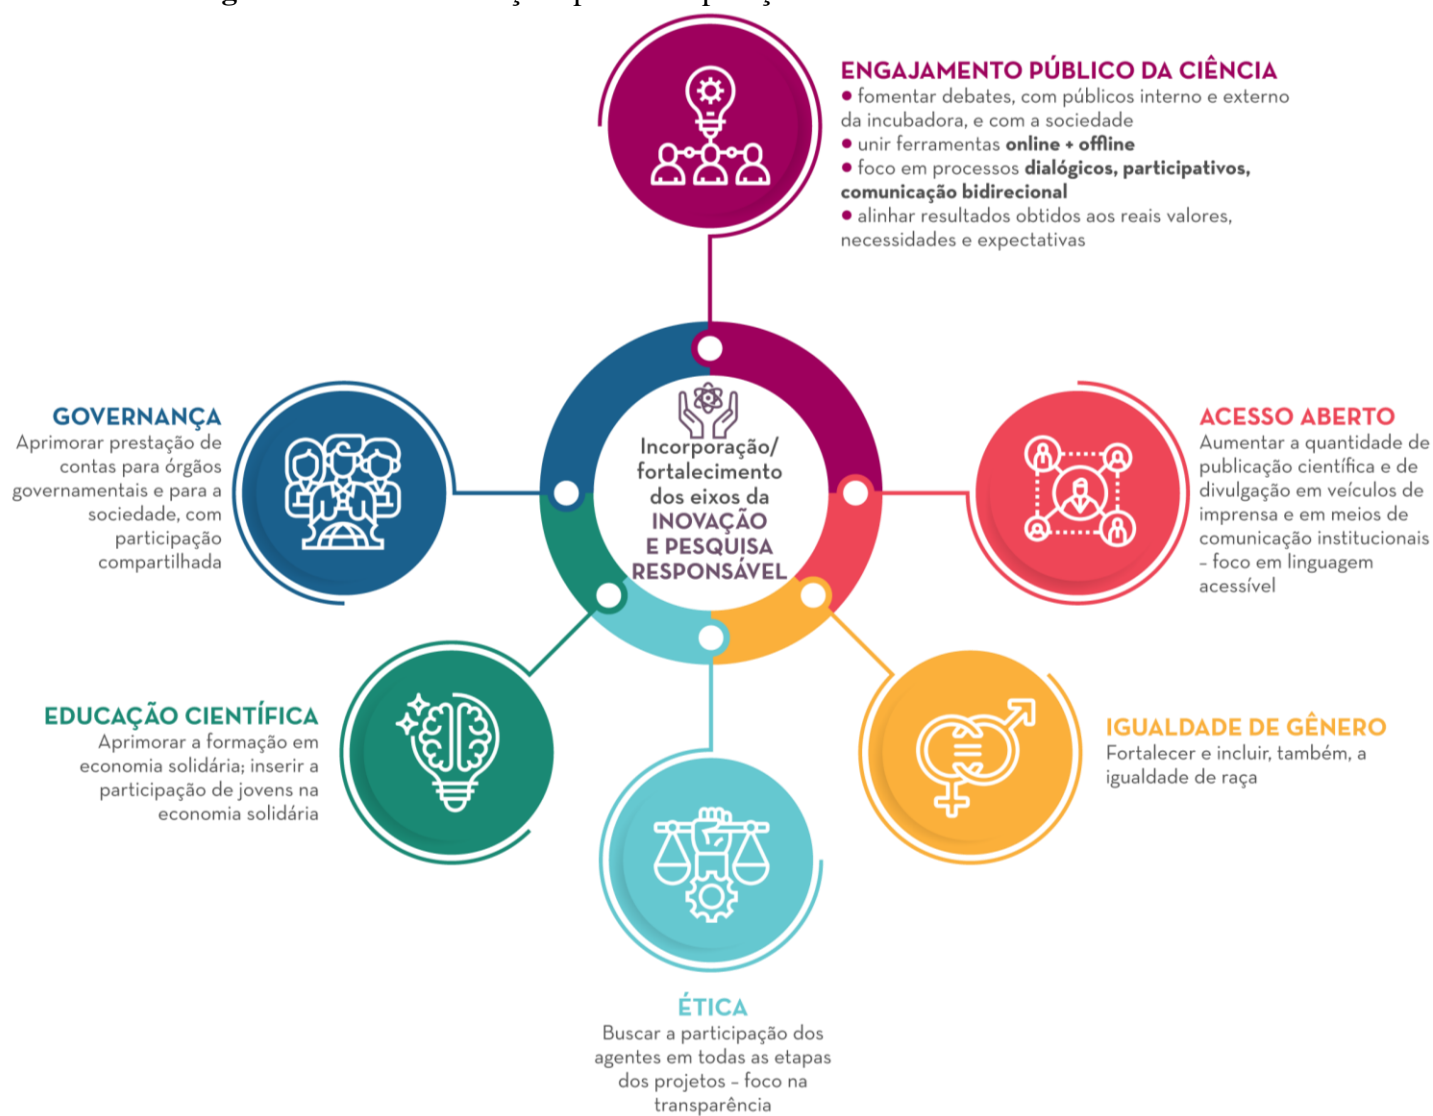 ENGAJAMENTO PÚBLICO DA CIÊNCIA
● fomentar debates, com públicos interno e externo
da incubadora, e com a sociedade
● unir ferramentas online + offline
● foco em processos dialógicos, participativos,
comunicação bidirecional
● alinhar resultados obtidos aos reais valores,
necessidades e expectativas
GOVERNANÇA
Aprimorar prestação de
contas para órgãos
governamentais e para a
sociedade, com
participação
compartilhada
Incorporação/
fortalecimento
dos eixos da
INOVAÇÃO
E PESQUISA
RESPONSÁVEL
ACESSO ABERTO
Aumentar a quantidade de
publicação científica e de
divulgação em veículos de
imprensa e em meios de
comunicação institucionais
– foco em linguagem
acessível
EDUCAÇÃO CIENTÍFICA
Aprimorar a formação em
economia solidária; inserir a
participação de jovens na
economia solidária
IGUALDADE DE GÊNERO
Fortalecer e incluir, também, a
igualdade de raça
ÉTICA
Buscar a participação dos
agentes em todas as etapas
dos projetos – foco na
transparência